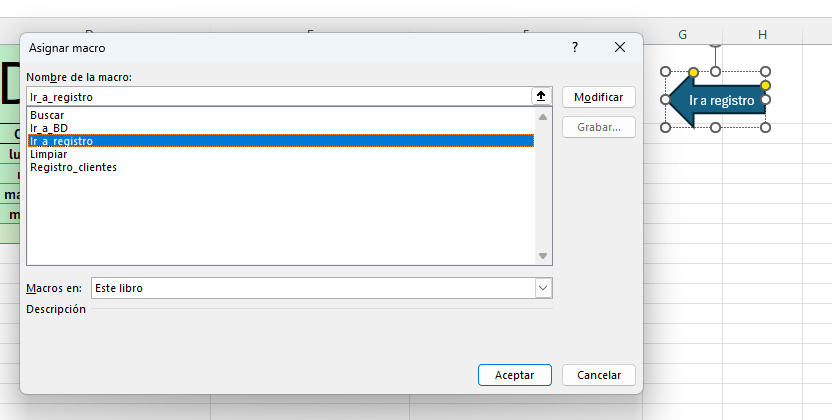 D E F G H
Asignar macro ? ×
Nombre de la macro:
Ir_a_registro
Modificar
Buscar
Ir_a_BD
Ir_a_registro
Limpiar
Registro_clientes
Grabar...
Macros en: Este libro
Descripción
Aceptar Cancelar
Ir a registro
D
lu
ma
m